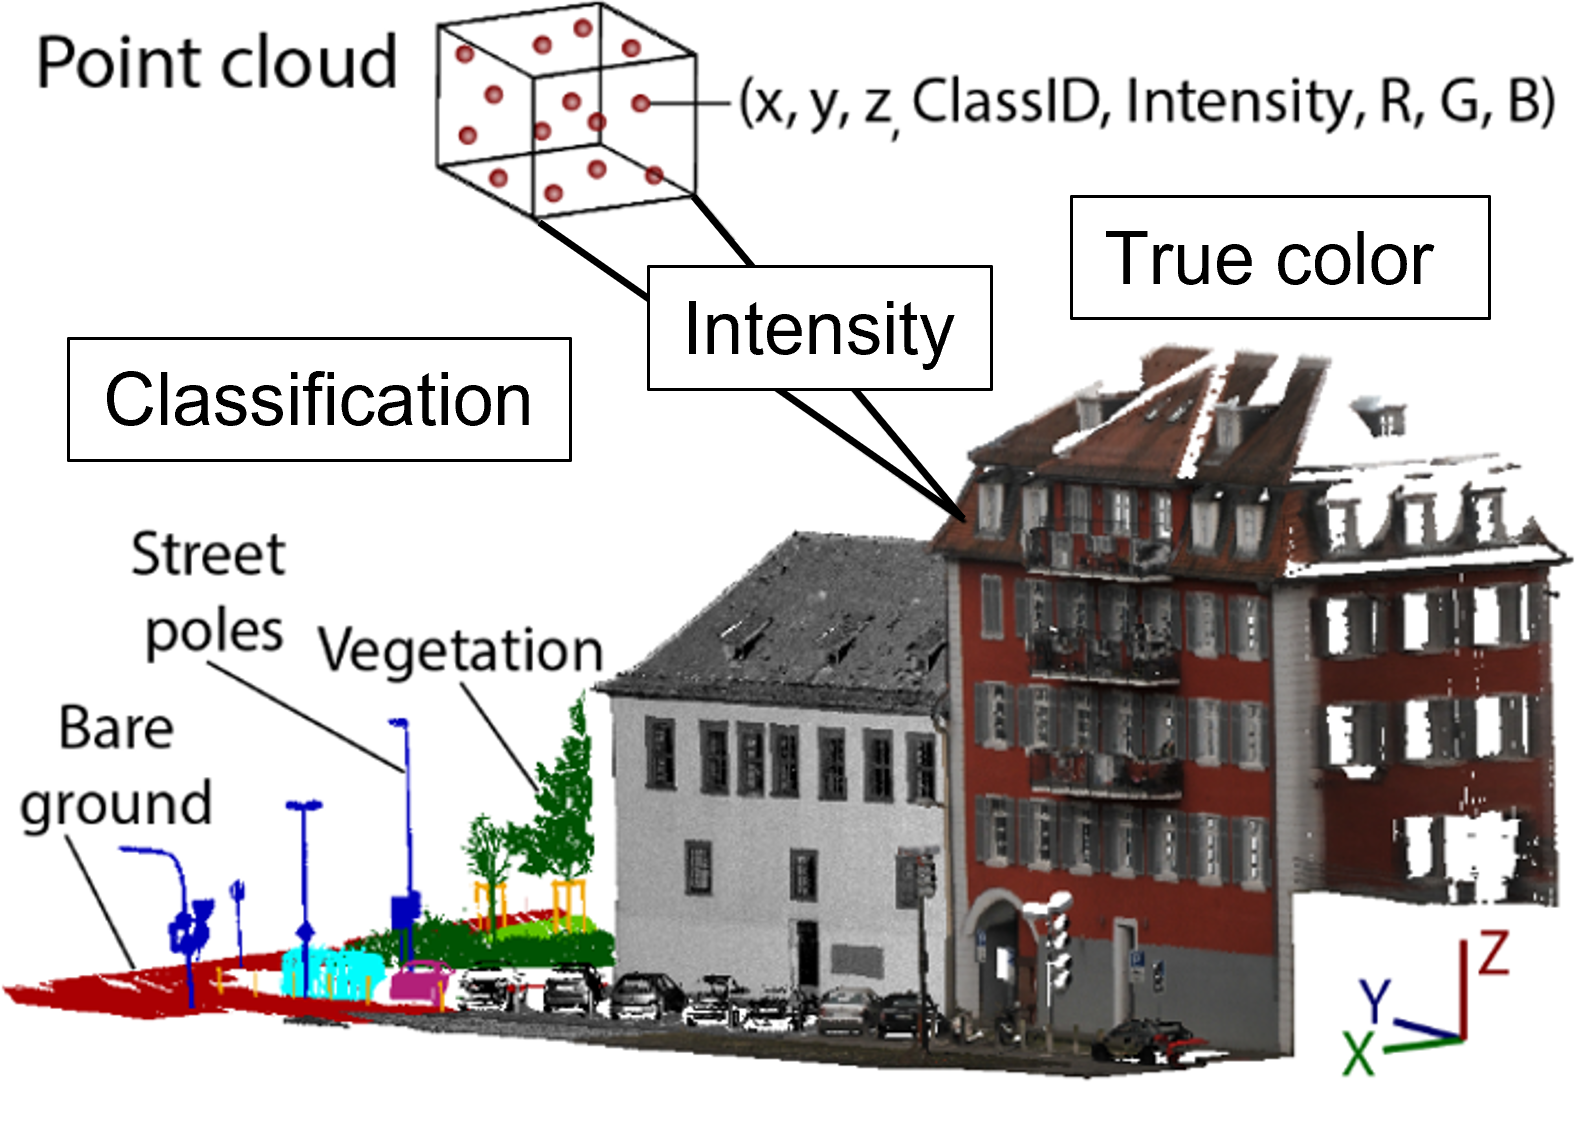 Point cloud
(x, y, z, ClassID, Intensity, R, G, B)
True color
Intensity
Classification
Street
poles
Vegetation
Bare
ground
Z
Y
X